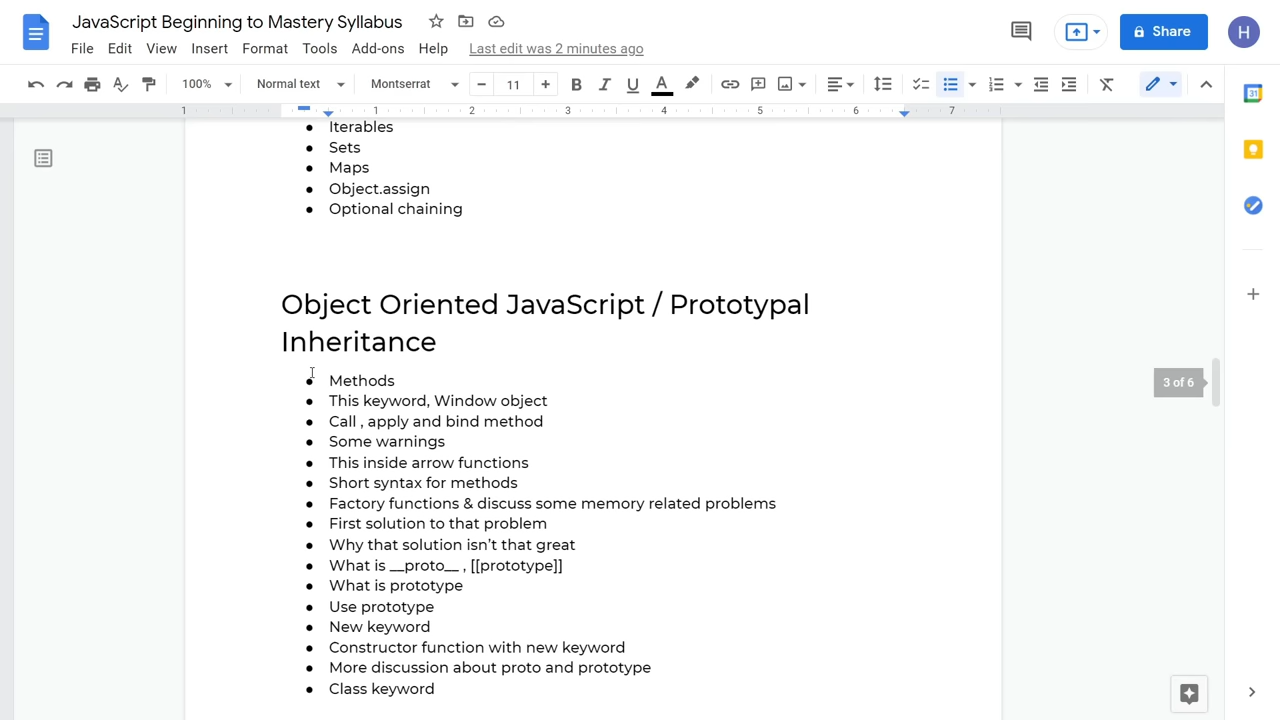 JavaScript Beginning to Mastery Syllabus
File Edit View Insert Format Tools Add-ons Help Last edit was 2 minutes ago
Share
H
100% Normal text Montserrat 11 B I U A
1 1 2 3 4 5 6 7
31
Iterables
Sets
Maps
Object.assign
Optional chaining
Object Oriented JavaScript / Prototypal
Inheritance
Methods
3 of 6
This keyword, Window object
Call , apply and bind method
Some warnings
This inside arrow functions
Short syntax for methods
Factory functions & discuss some memory related problems
First solution to that problem
Why that solution isn’t that great
What is __proto__ , [[prototype]]
What is prototype
Use prototype
New keyword
Constructor function with new keyword
More discussion about proto and prototype
Class keyword